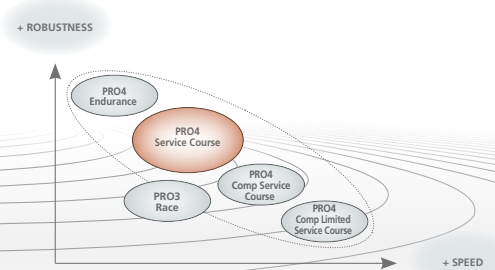 + ROBUSTNESS
PRO4
Endurance
PRO4
Service Course
PRO4
Comp Service
Course
PRO3
Race
PRO4
Comp Limited
Service Course
+ SPEED